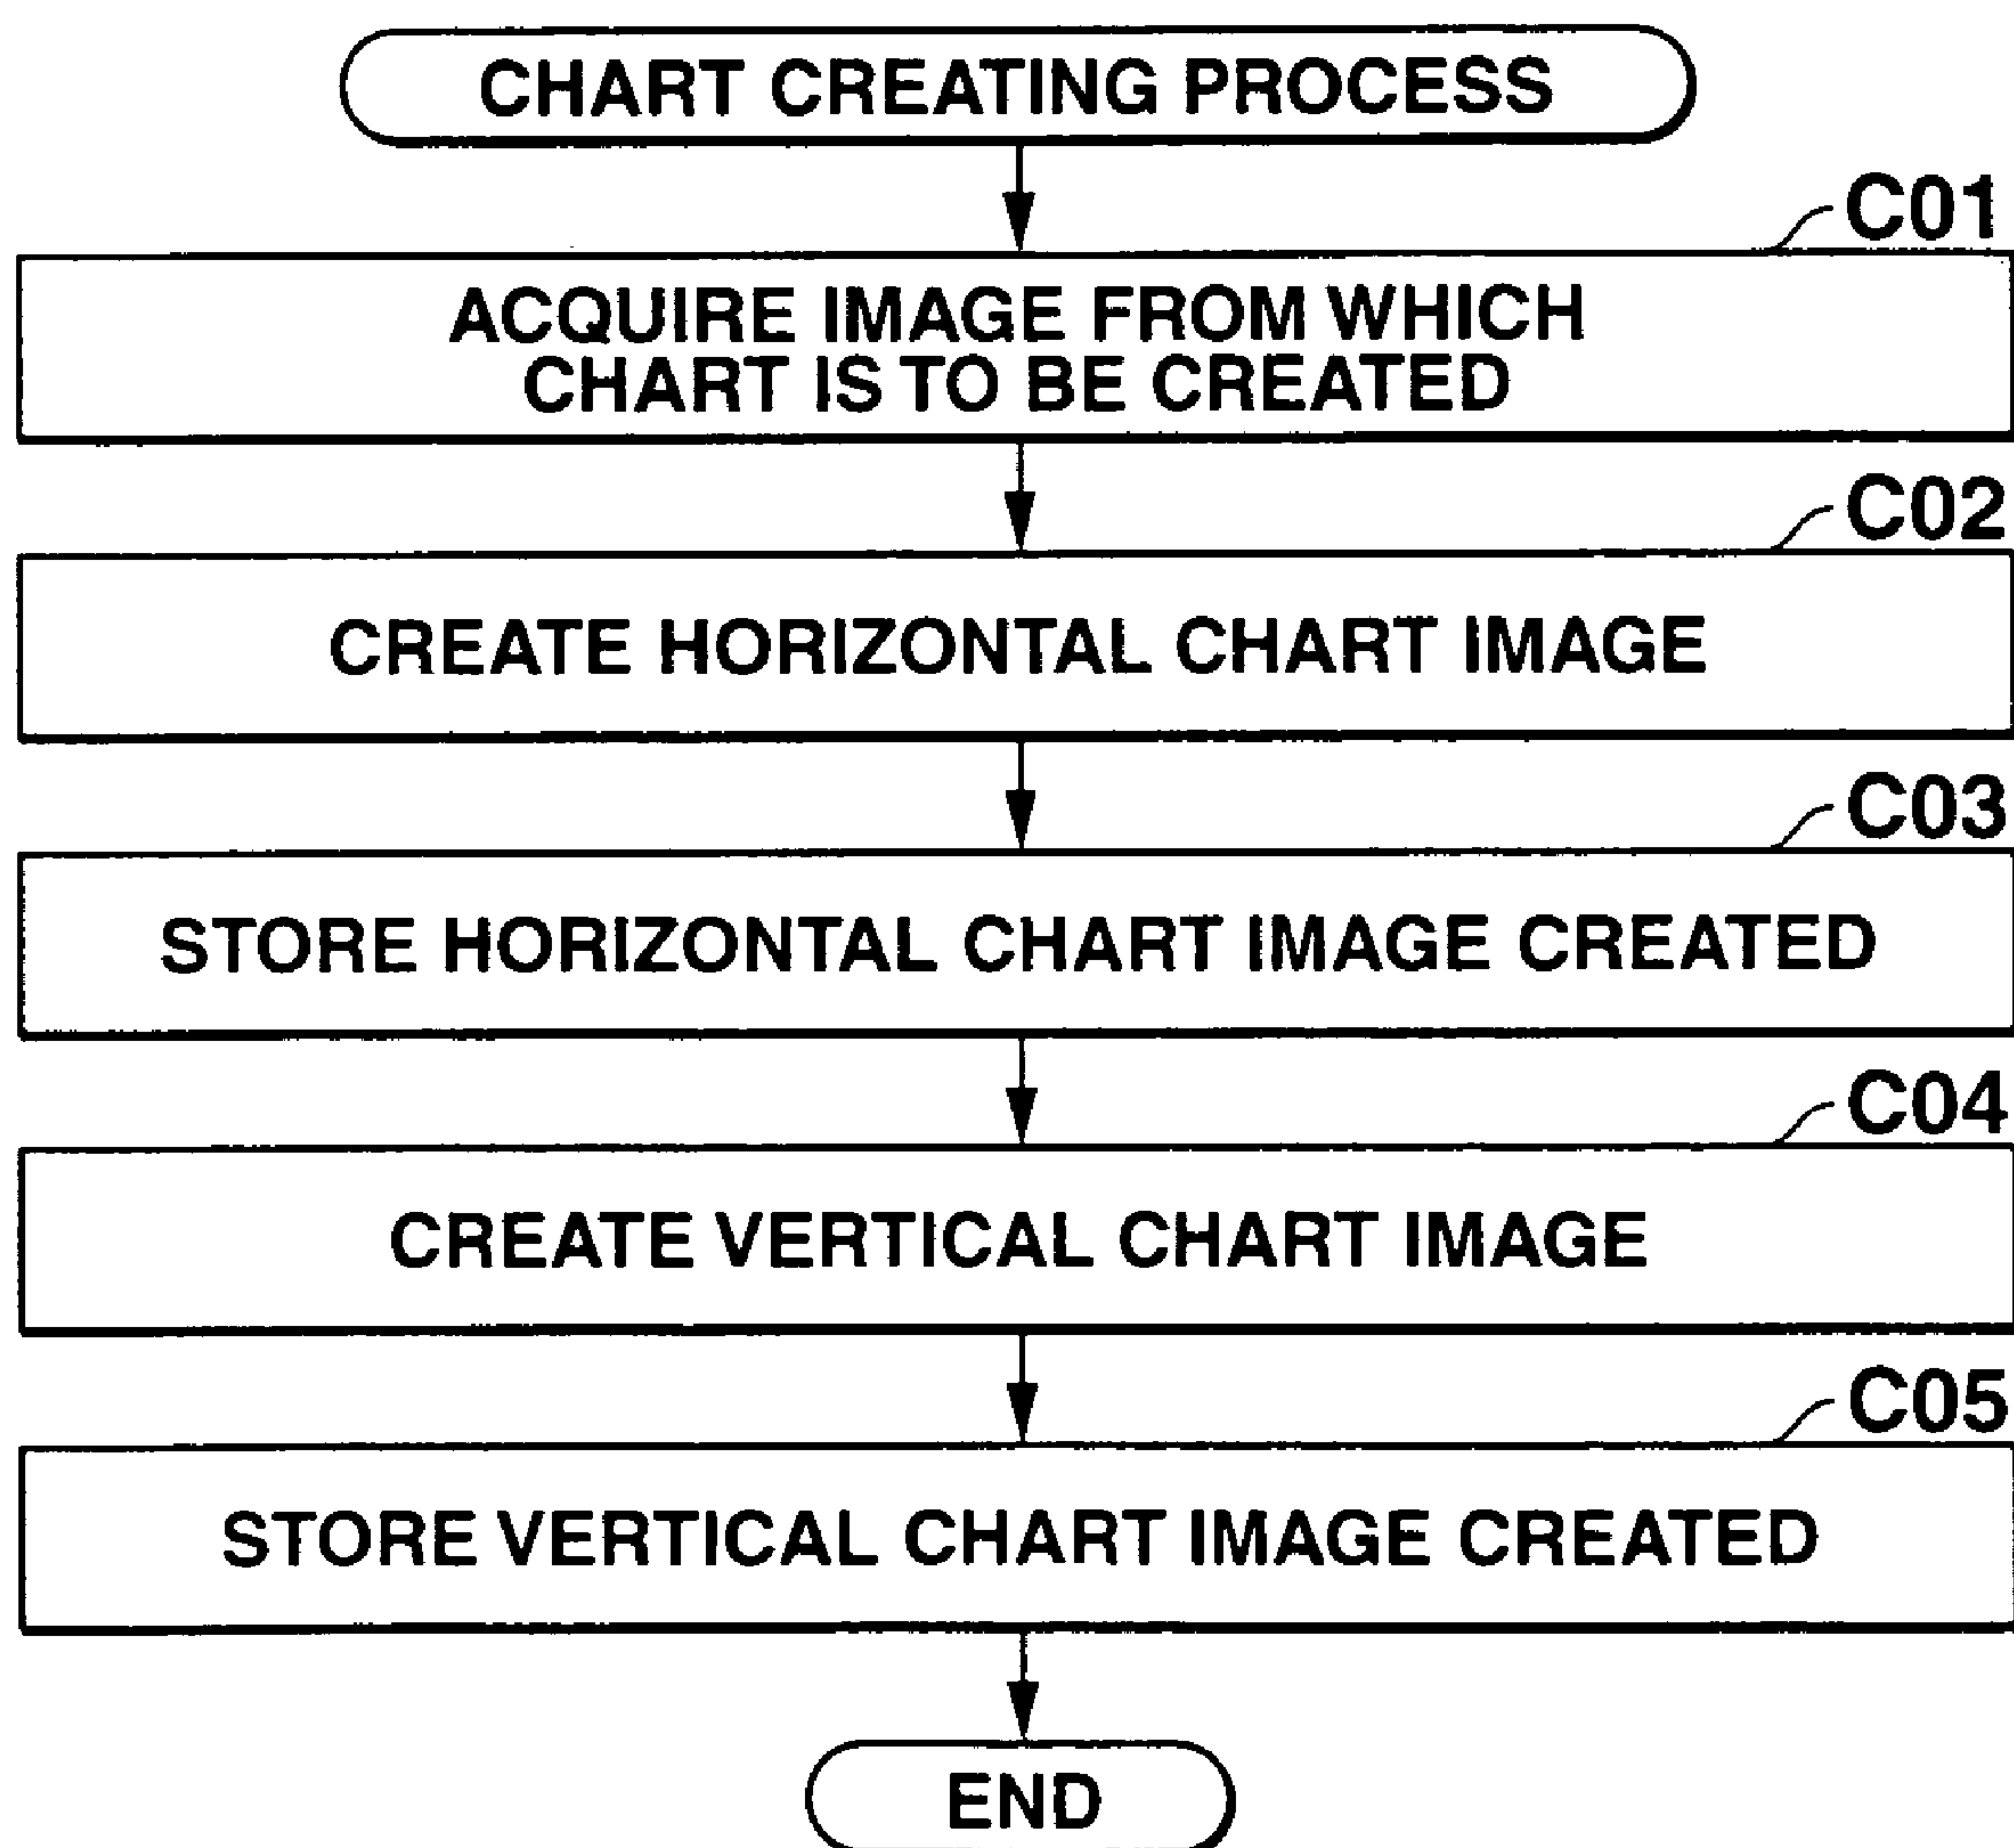 CHART CREATING PROCESS
C01
ACQUIRE IMAGE FROM WHICH
CHART IS TO BE CREATED
C02
CREATE HORIZONTAL CHART IMAGE
C03
STORE HORIZONTAL CHART IMAGE CREATED
C04
CREATE VERTICAL CHART IMAGE
C05
STORE VERTICAL CHART IMAGE CREATED
END